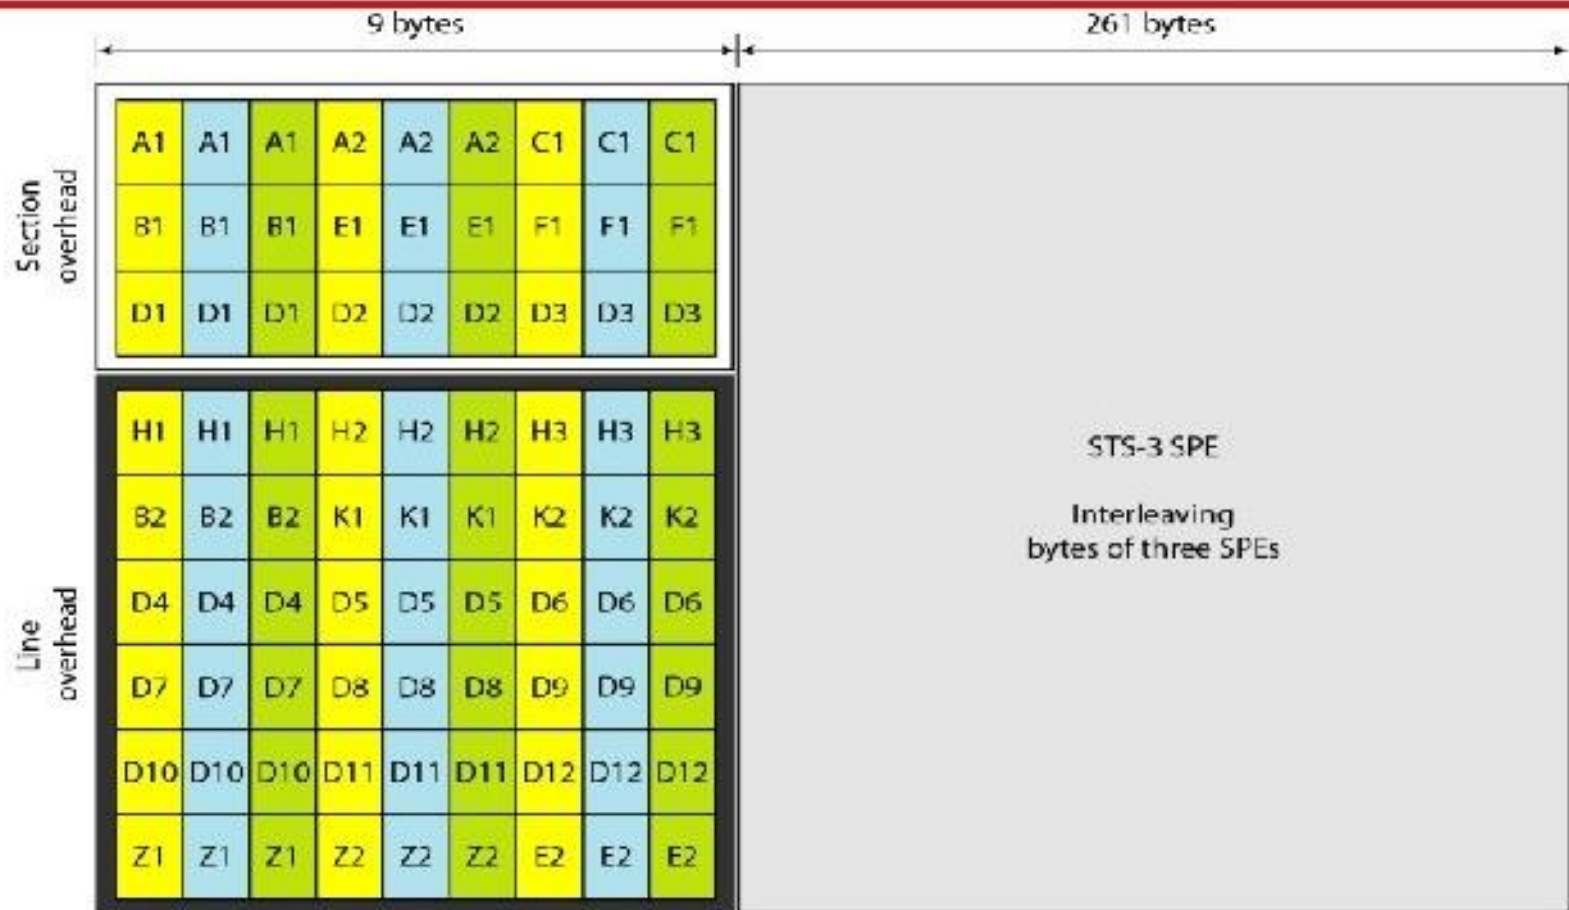 9 bytes 261 bytes
Section
overhead
A1 A1 A1 A2 A2 A2 C1 C1 C1
B1 B1 B1 E1 E1 E1 F1 F1 F1
D1 D1 D1 D2 D2 D2 D3 D3 D3
Line
overhead
H1 H1 H1 H2 H2 H2 H3 H3 H3
B2 B2 B2 K1 K1 K1 K2 K2 K2
D4 D4 D4 D5 D5 D5 D6 D6 D6
D7 D7 D7 D8 D8 D8 D9 D9 D9
D10 D10 D10 D11 D11 D11 D12 D12 D12
Z1 Z1 Z1 Z2 Z2 Z2 E2 E2 E2
STS-3 SPE
Interleaving
bytes of three SPEs